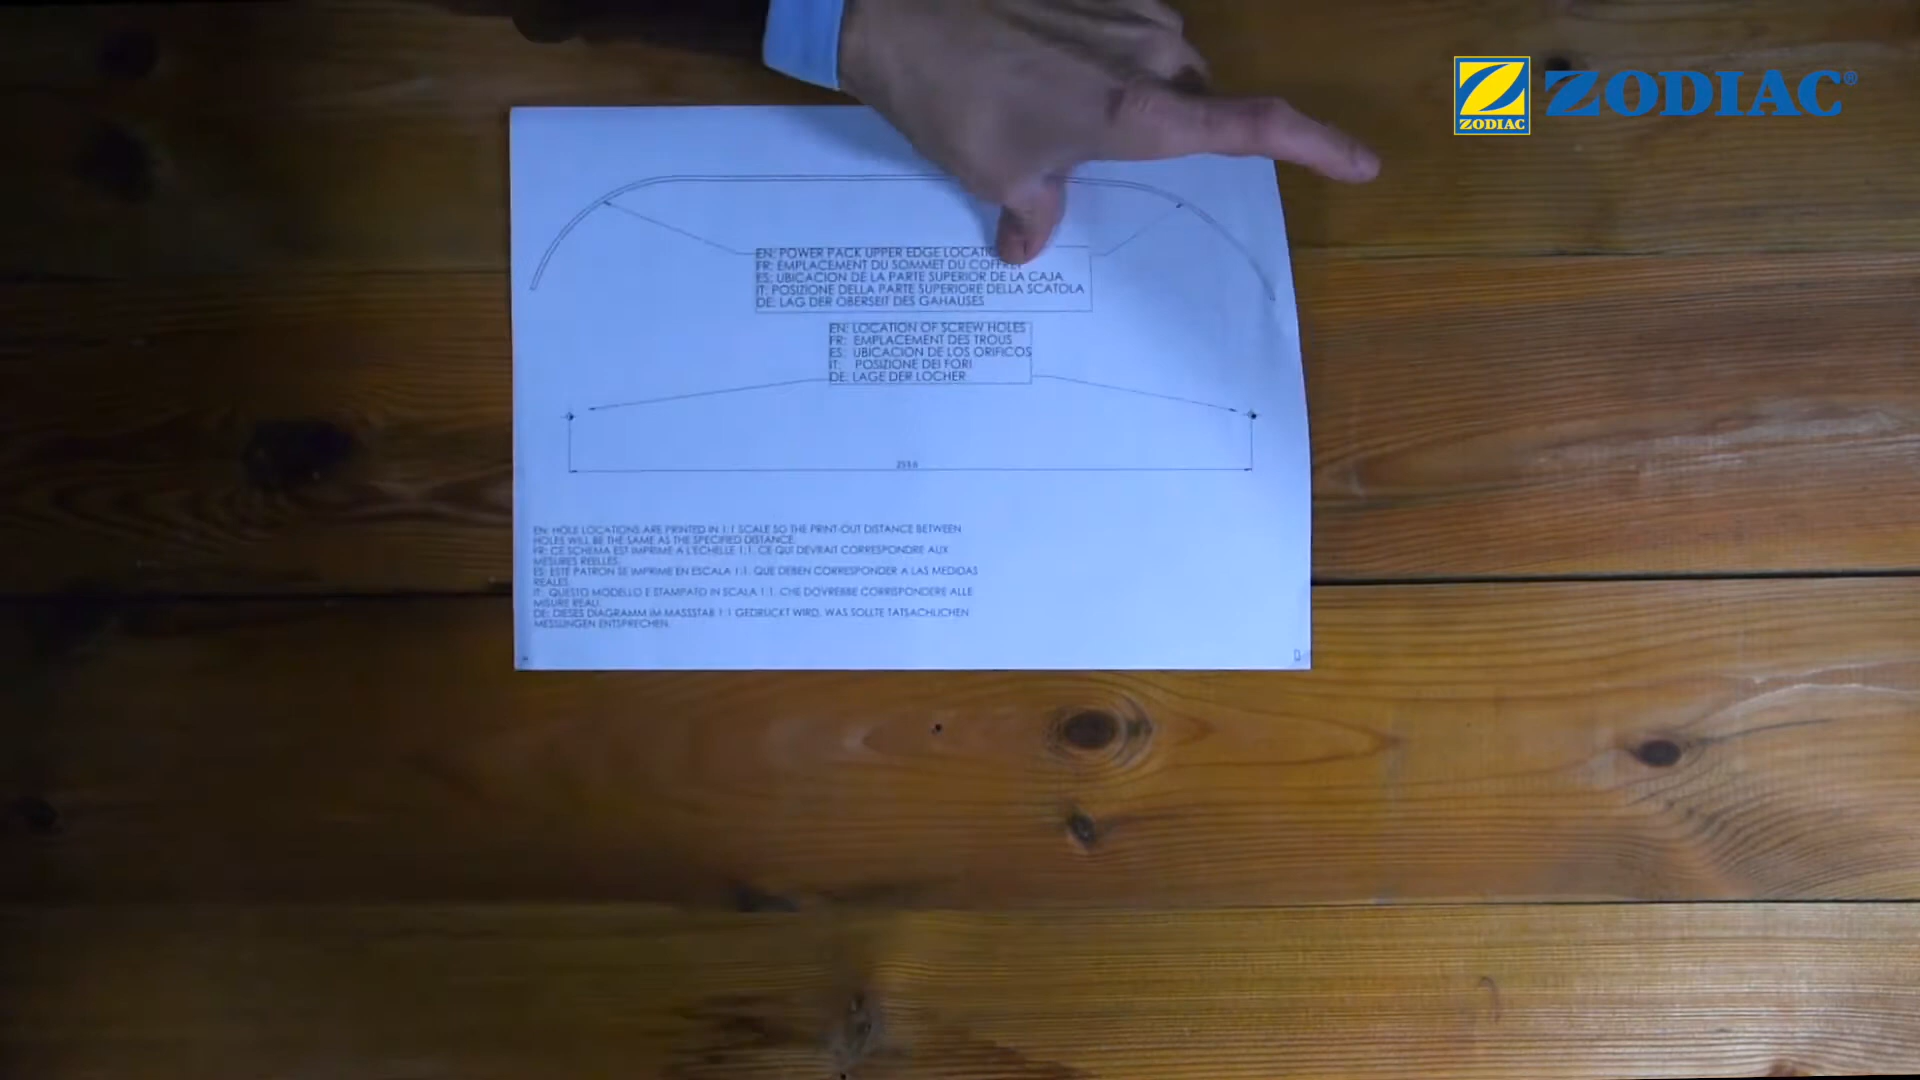 ZODIAC
ZODIAC®
EN: POWER PACK UPPER EDGE
FR: EMPLACEMENT DU SOMMET DU COFFRET
ES: UBICACION DE LA PARTE SUPERIOR DE LA CAJA
IT: POSIZIONE DELLA PARTE SUPERIORE DELLA SCATOLA
DE: LAG DER OBERSEIT DES GAHAUSES
EN: LOCATION OF SCREW HOLES
FR: EMPLACEMENT DES TROUS
ES: UBICACION DE LOS ORIFICOS
IT: POSIZIONE DEI FORI
DE: LAGE DER LOCHER
EN: HOLE LOCATIONS ARE PRINTED IN 1:1 SCALE SO THE PRINT-OUT DISTANCE BETWEEN
HOLES WILL BE THE SAME AS THE SPECIFIED DISTANCE.
FR: CE SCHEMA EST IMPRIME A L'ECHELLE 1:1, CE QUI DEVRAIT CORRESPONDRE AUX
MESURES REELLES.
ES: ESTE PATRON SE IMPRIME EN ESCALA 1:1, QUE DEBEN CORRESPONDER A LAS MEDIDAS
REALES.
IT: QUESTO MODELLO E STAMPATO IN SCALA 1:1, CHE DOVREBBE CORRISPONDERE ALLE
MISURE REALI.
DE: DIESES DIAGRAMM IM MASSSTAB 1:1 GEDRUCKT WIRD, WAS SOLLTE TATSACHLICHEN
MESSUNGEN ENTSPRECHEN.